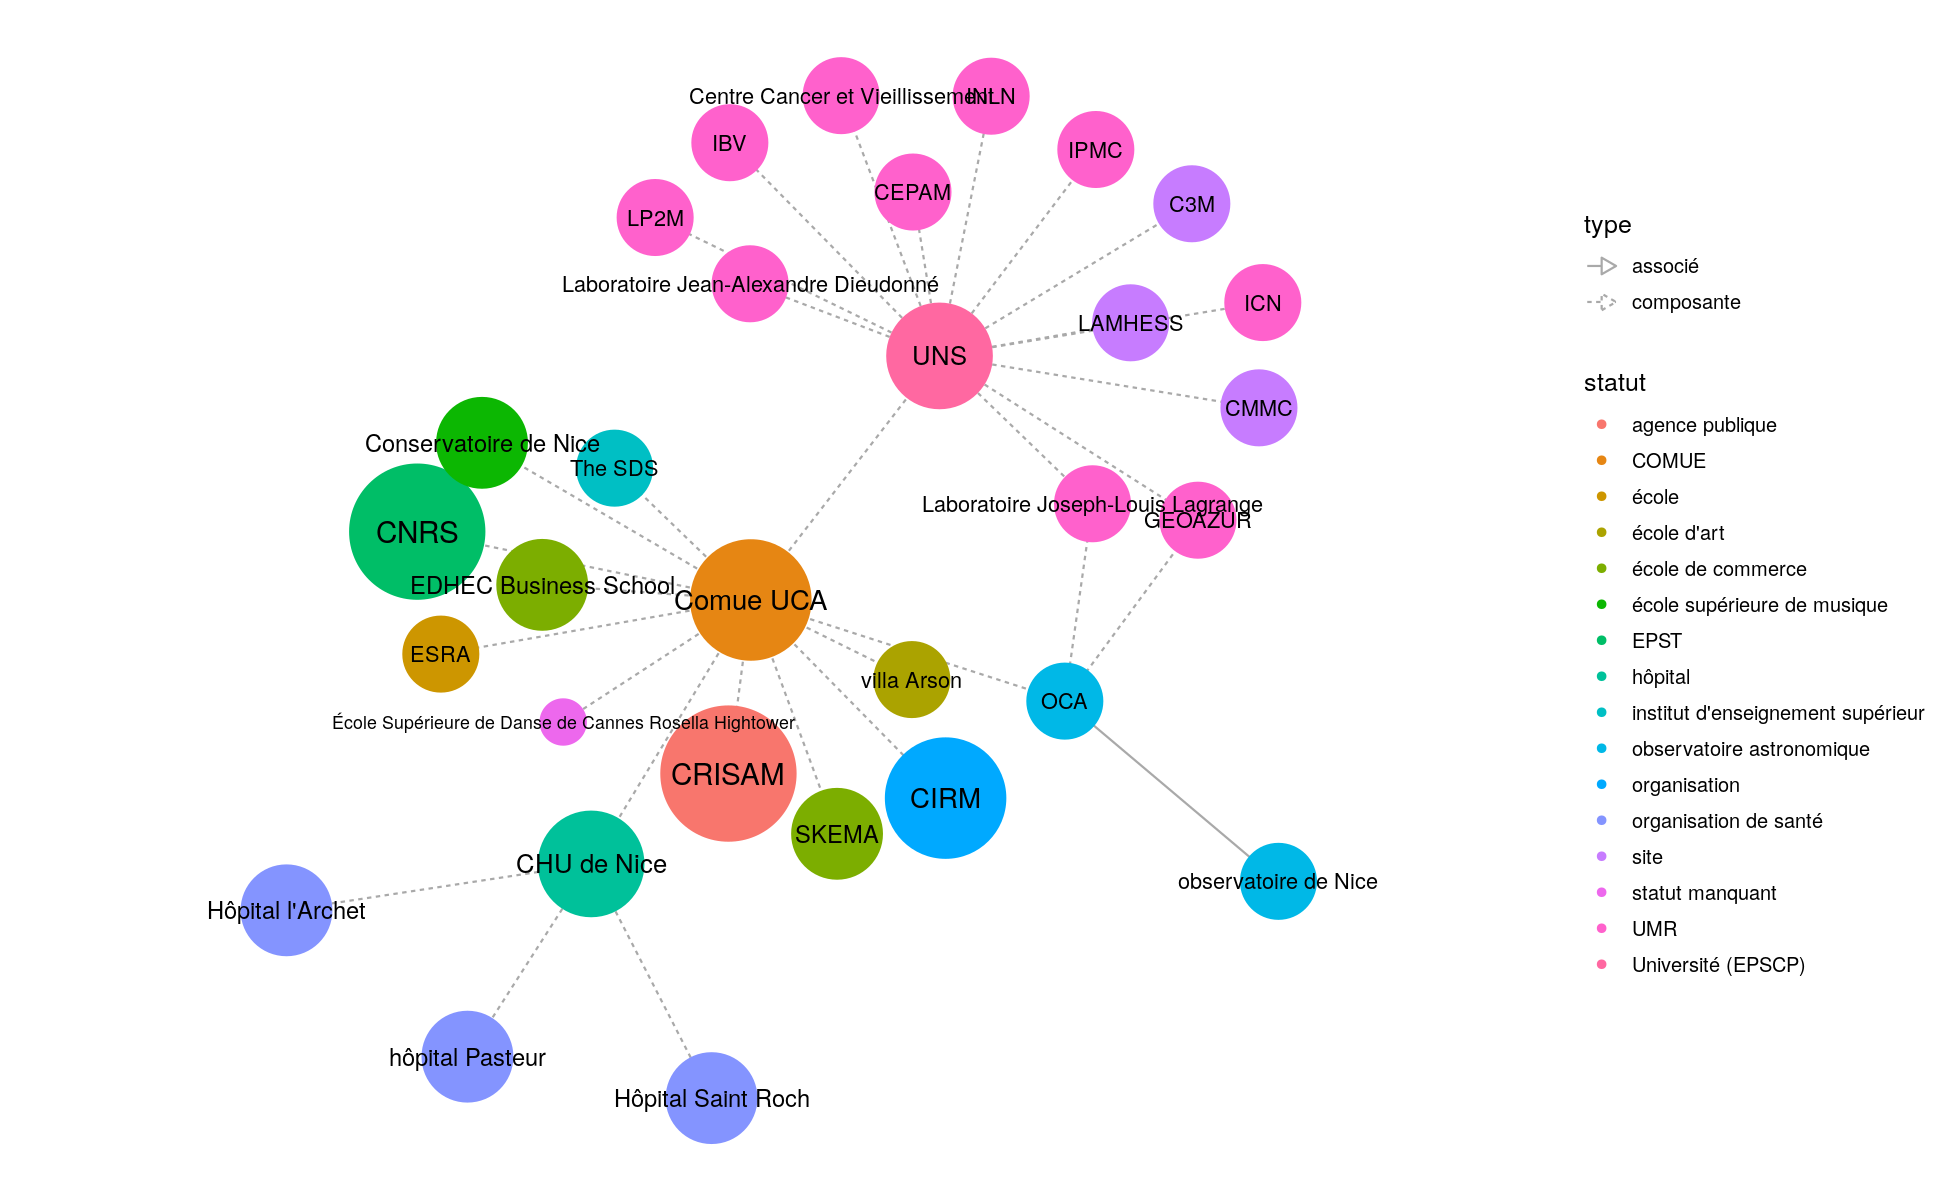 Centre Cancer et Vieillissement
INLN
IBV
IPMC
CEPAM
C3M
LP2M
Laboratoire Jean-Alexandre Dieudonné
ICN
LAMHESS
UNS
CMMC
Conservatoire de Nice
The SDS
Laboratoire Joseph-Louis Lagrange
GEOAZUR
CNRS
EDHEC Business School
Comue UCA
ESRA
villa Arson
OCA
École Supérieure de Danse de Cannes Rosella Hightower
CRISAM
CIRM
SKEMA
CHU de Nice
observatoire de Nice
Hôpital l'Archet
hôpital Pasteur
Hôpital Saint Roch
type
associé
composante
statut
agence publique
COMUE
école
école d'art
école de commerce
école supérieure de musique
EPST
hôpital
institut d'enseignement supérieur
observatoire astronomique
organisation
organisation de santé
site
statut manquant
UMR
Université (EPSCP)